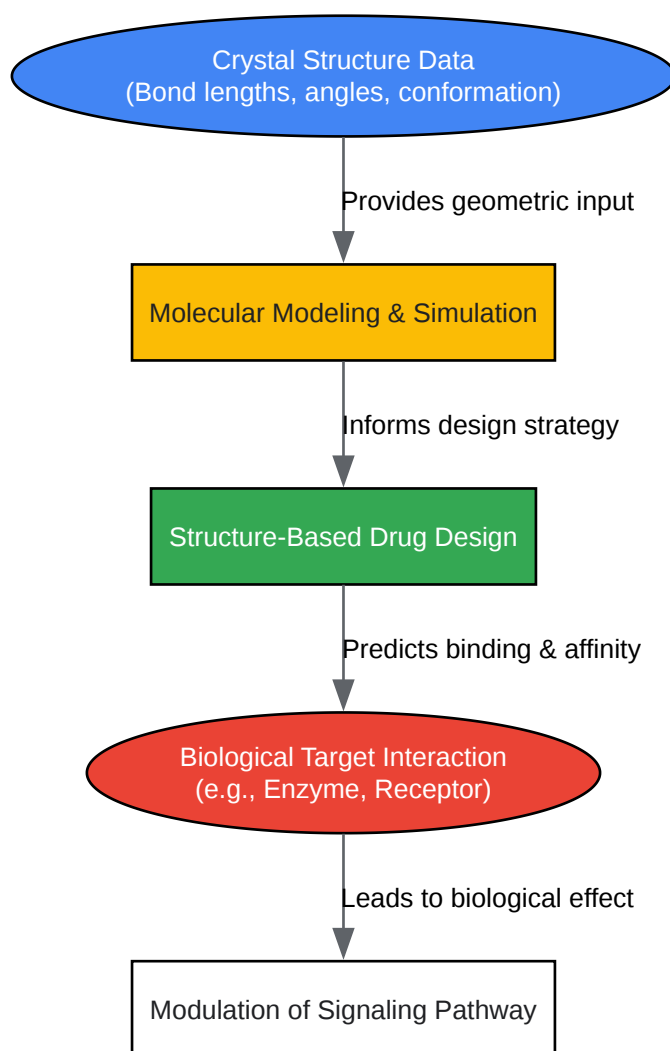 Crystal Structure Data
(Bond lengths, angles, conformation)
Provides geometric input
Molecular Modeling & Simulation
Informs design strategy
Structure-Based Drug Design
Predicts binding & affinity
Biological Target Interaction
(e.g., Enzyme, Receptor)
Leads to biological effect
Modulation of Signaling Pathway